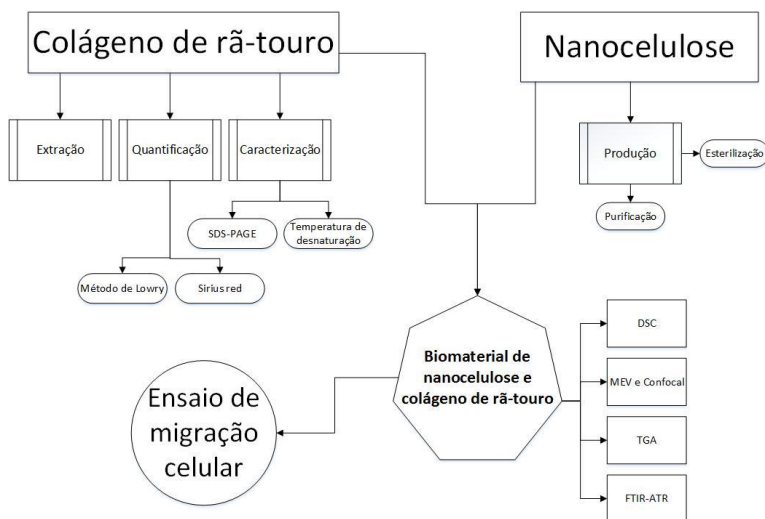 Colágeno de rã-touro
Nanocelulose
Extração
Quantificação
Caracterização
Produção
Esterilização
Purificação
SDS-PAGE
Temperatura de
desnaturação
Método de Lowry
Sirius red
Biomaterial de
nanocelulose e
colágeno de rã-touro
DSC
MEV e Confocal
TGA
FTIR-ATR
Ensaio de
migração
celular